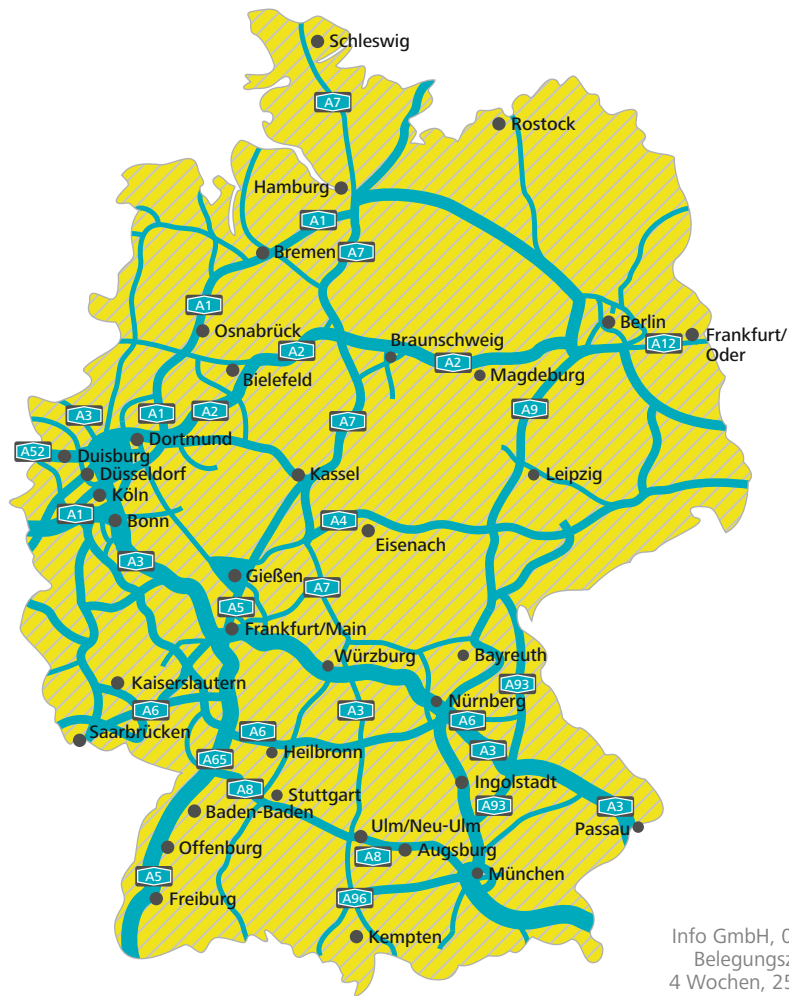 Schleswig
A7
Rostock
Hamburg
A1
Bremen
A7
A1
Osnabrück
Berlin
Frankfurt/
Oder
A12
Braunschweig
A2
A2
Magdeburg
Bielefeld
A9
A3
A1
A2
A7
Dortmund
A52
Duisburg
Düsseldorf
Kassel
Leipzig
Köln
A1
Bonn
A4
Eisenach
A3
Gießen
A7
A5
Frankfurt/Main
Würzburg
Bayreuth
Kaiserslautern
A93
Nürnberg
A6
A3
A6
Saarbrücken
A6
Heilbronn
A3
A65
Ingolstadt
A8
Stuttgart
A93
A3
Baden-Baden
Passau
Ulm/Neu-Ulm
Offenburg
A8
Augsburg
München
A5
Freiburg
A96
Kempten
Info GmbH, 0
Belegungsz
4 Wochen, 25